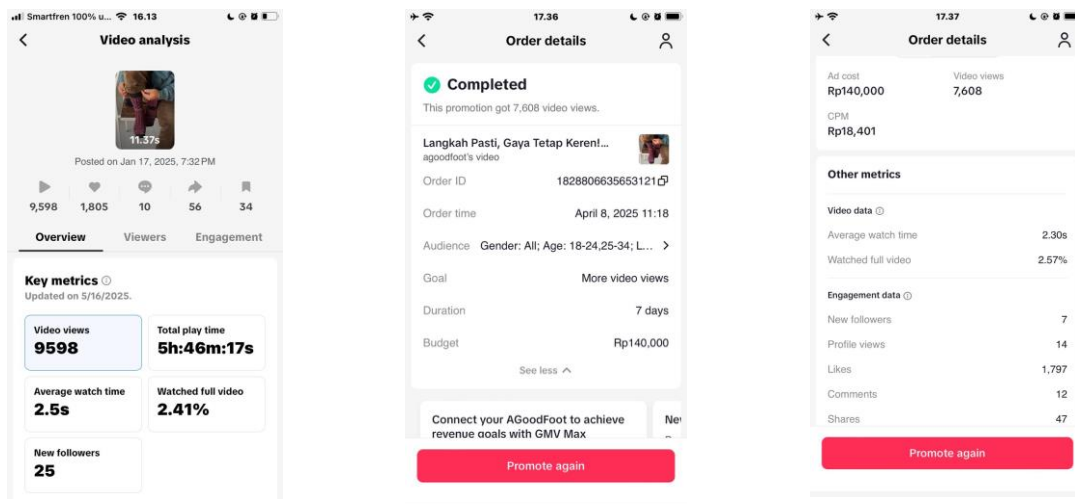 Smartfren 100% u... 16.13
Video analysis
11.37s
Posted on Jan 17, 2025, 7:32 PM
9,598 1,805 10 56 34
Overview Viewers Engagement
Key metrics
Updated on 5/16/2025.
Video views
9598
Total play time
5h:46m:17s
Average watch time
2.5s
Watched full video
2.41%
New followers
25
17.36
Order details
Completed
This promotion got 7,608 video views.
Langkah Pasti, Gaya Tetap Keren!...
agoodfoot's video
Order ID 1828806635653121
Order time April 8, 2025 11:18
Audience Gender: All; Age: 18-24,25-34; L...
Goal More video views
Duration 7 days
Budget Rp140,000
See less
Connect your AGoodFoot to achieve
revenue goals with GMV Max
Promote again
17.37
Order details
Ad cost Video views
Rp140,000 7,608
CPM
Rp18,401
Other metrics
Video data
Average watch time 2.30s
Watched full video 2.57%
Engagement data
New followers 7
Profile views 14
Likes 1,797
Comments 12
Shares 47
Promote again